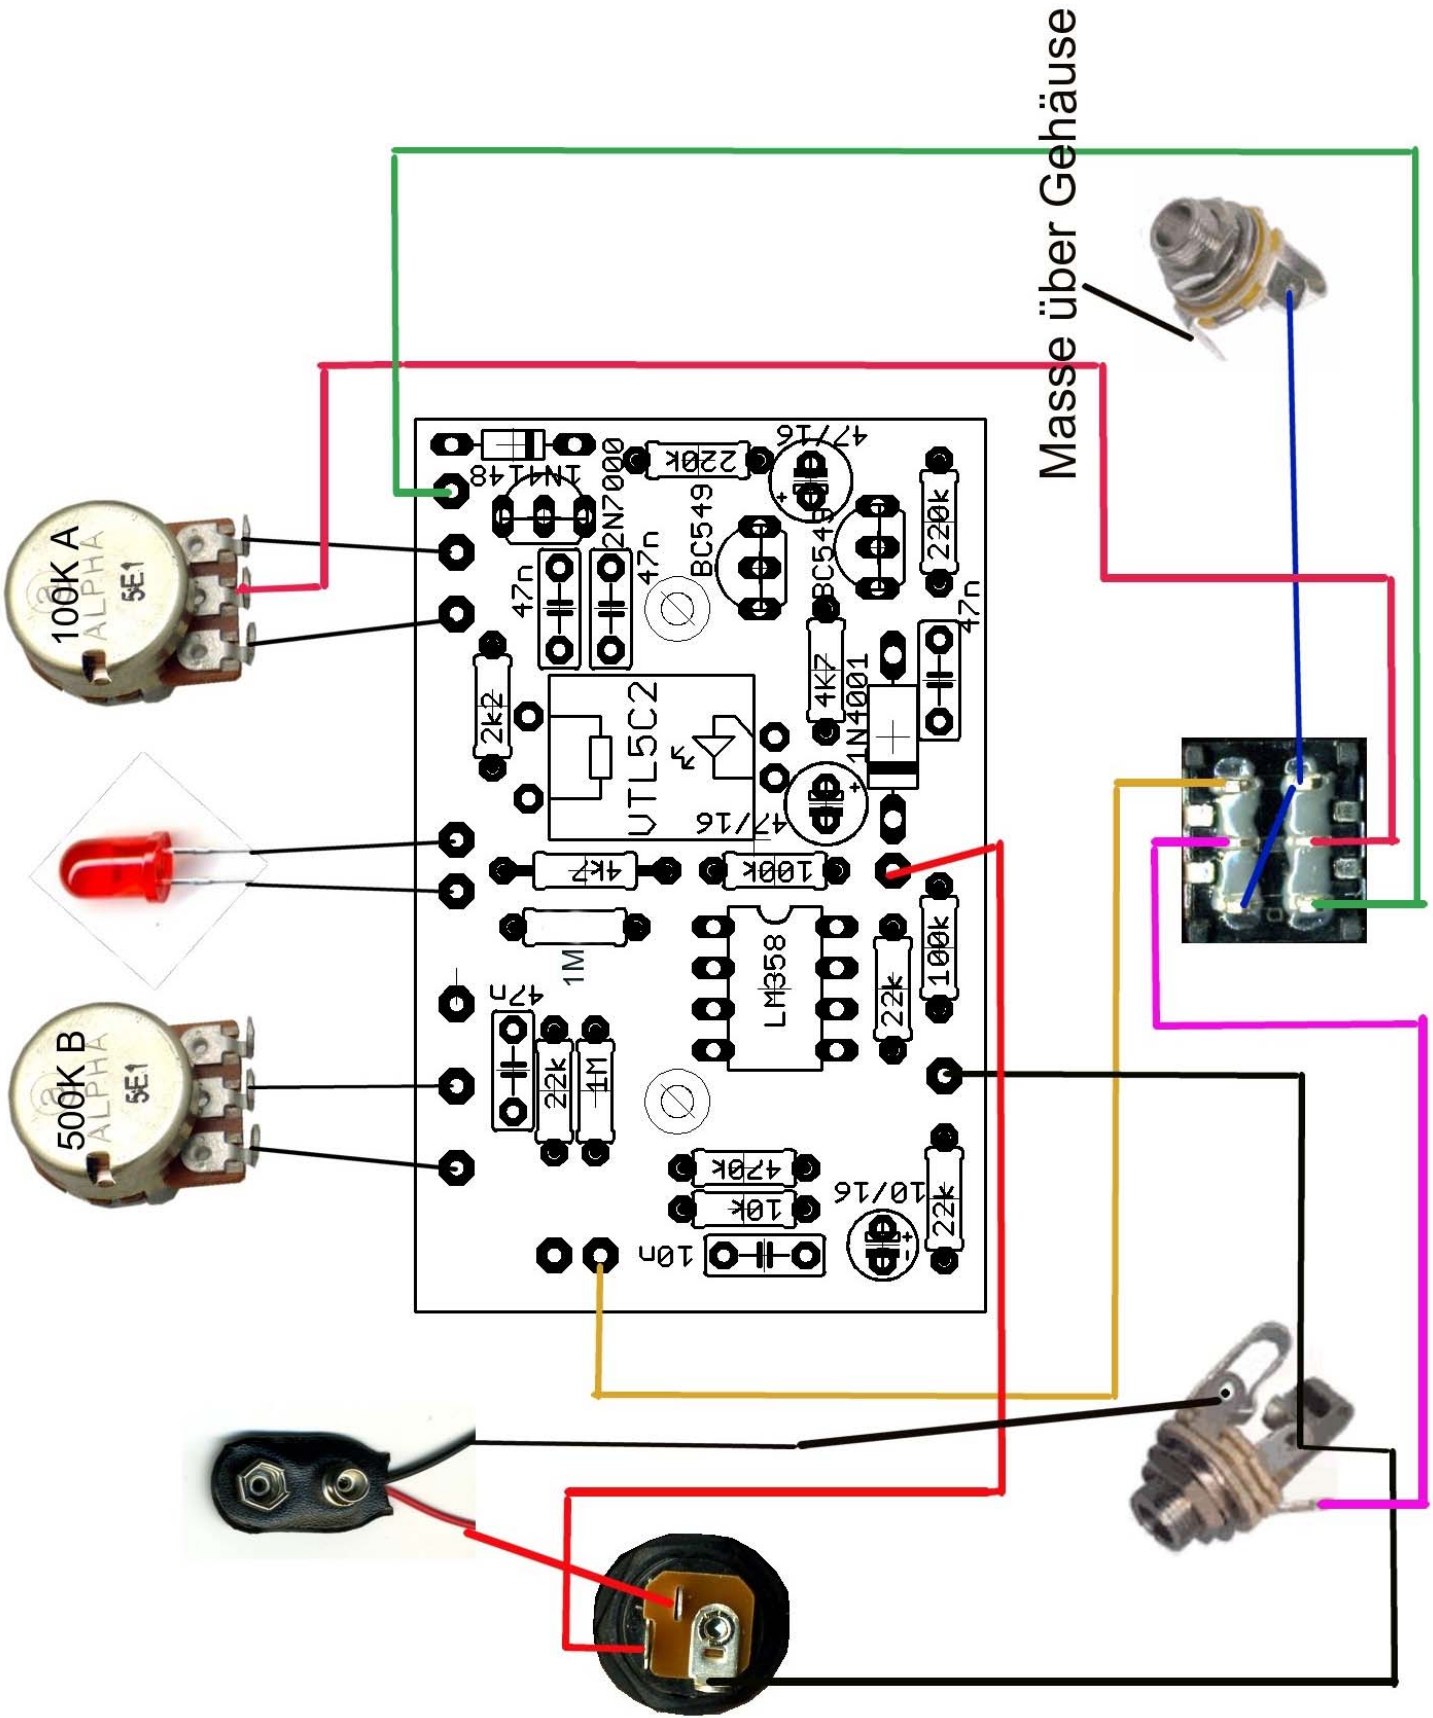 Masse über Gehäuse
100K A
ALPHA
5E1
500K B
ALPHA
5E1
1N4148
2N7000
220k
47/16
+
BC549
BC549
220k
47n
47n
47n
2k2
VTL5C2
4K7
1N4001
47/16
+
4k7
100k
1M
LM358
22k
100k
47n
22k
1M
470k
10k
10n
10/16
+
-
22k